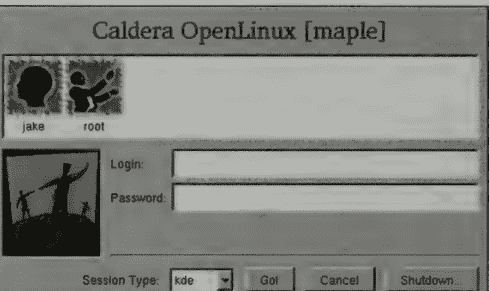 Caldera OpenLinux [maple]
jake root
Login:
Password:
Session Type: kde Go! Cancel Shutdown...